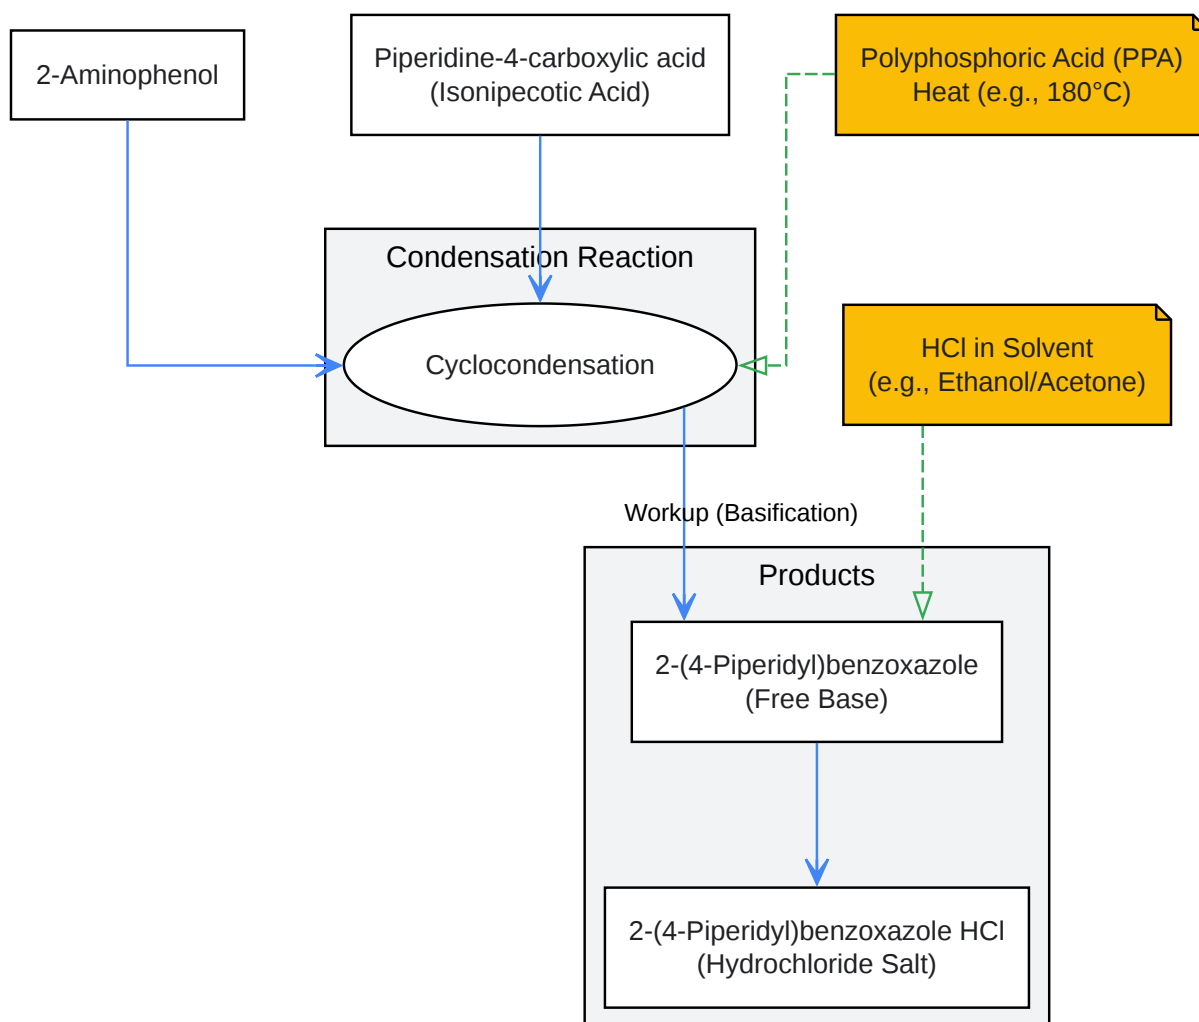 2-Aminophenol
Piperidine-4-carboxylic acid
(Isonipecotic Acid)
Polyphosphoric Acid (PPA)
Heat (e.g., 180°C)
Condensation Reaction
Cyclocondensation
HCl in Solvent
(e.g., Ethanol/Acetone)
Workup (Basification)
Products
2-(4-Piperidyl)benzoxazole
(Free Base)
2-(4-Piperidyl)benzoxazole HCl
(Hydrochloride Salt)